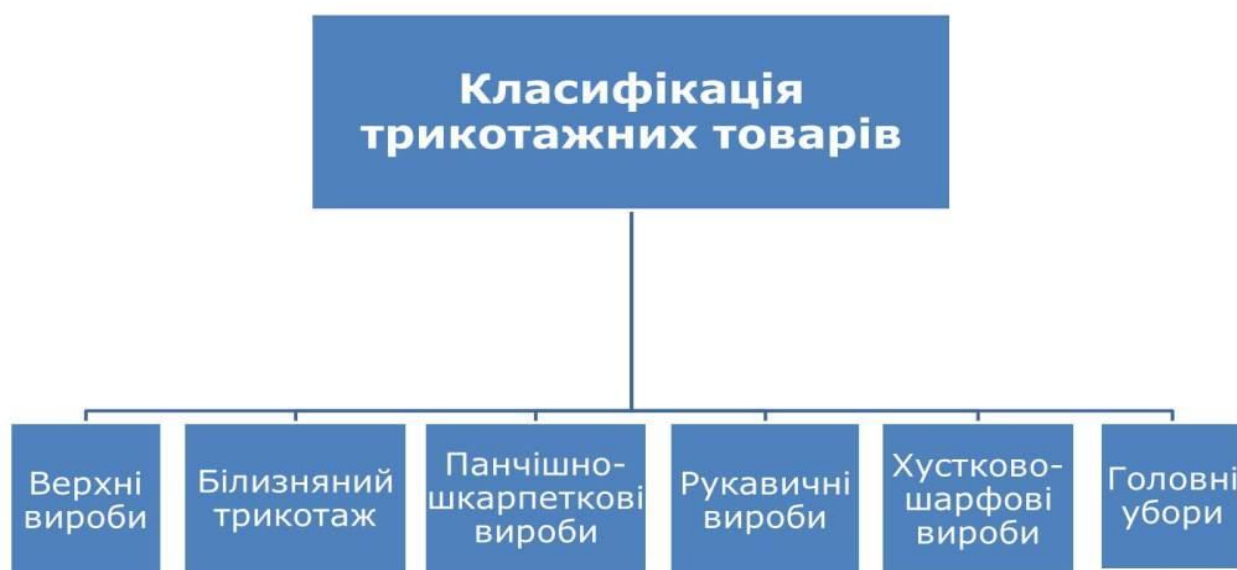 Класифікація
трикотажних товарів
Верхні
вироби
Білизняний
трикотаж
Панчішно-
шкарпеткові
вироби
Рукавичні
вироби
Хустково-
шарфові
вироби
Головні
убори